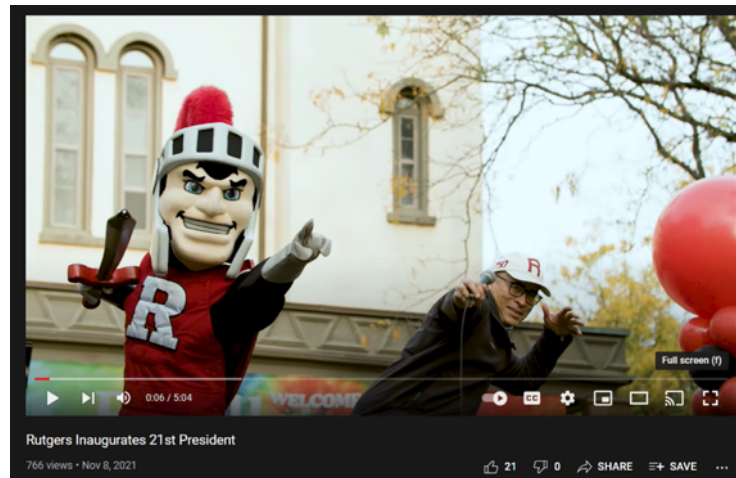 R
R
WELCOME
Full screen (f)
0:06 / 5:04
CC
Rutgers Inaugurates 21st President
766 views • Nov 8, 2021
21
0
SHARE
SAVE